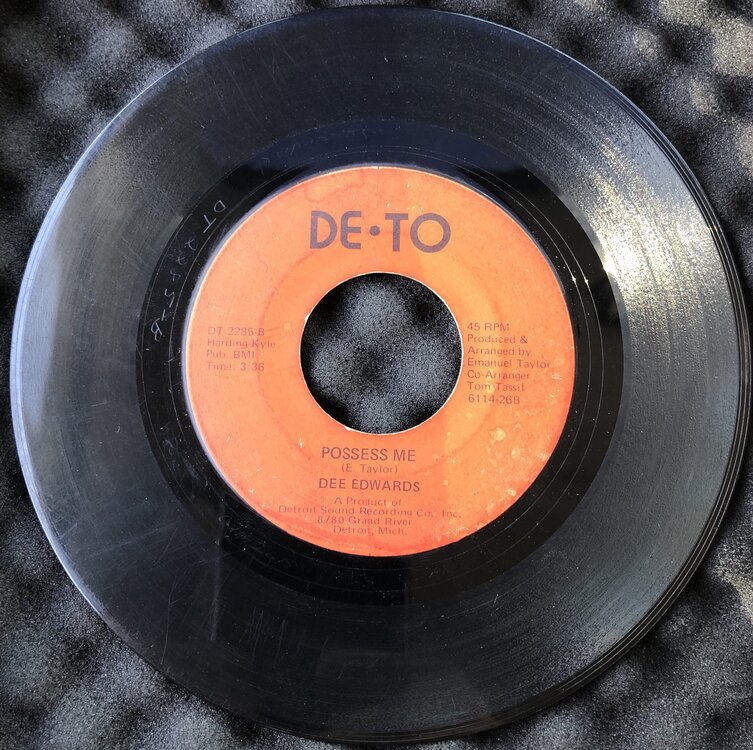 DE•TO
DT 2285-B
Harding-Kyle
Pub. BMI
Time: 3:36
45 RPM
Produced &
Arranged by
Emanuel Taylor
Co-Arranger
Tom Tassit
6114-26B
POSSESS ME
(E. Taylor)
DEE EDWARDS
A Product of
Detroit Sound Recording Co., Inc.
8780 Grand River
Detroit, Mich.
DT 2285-B